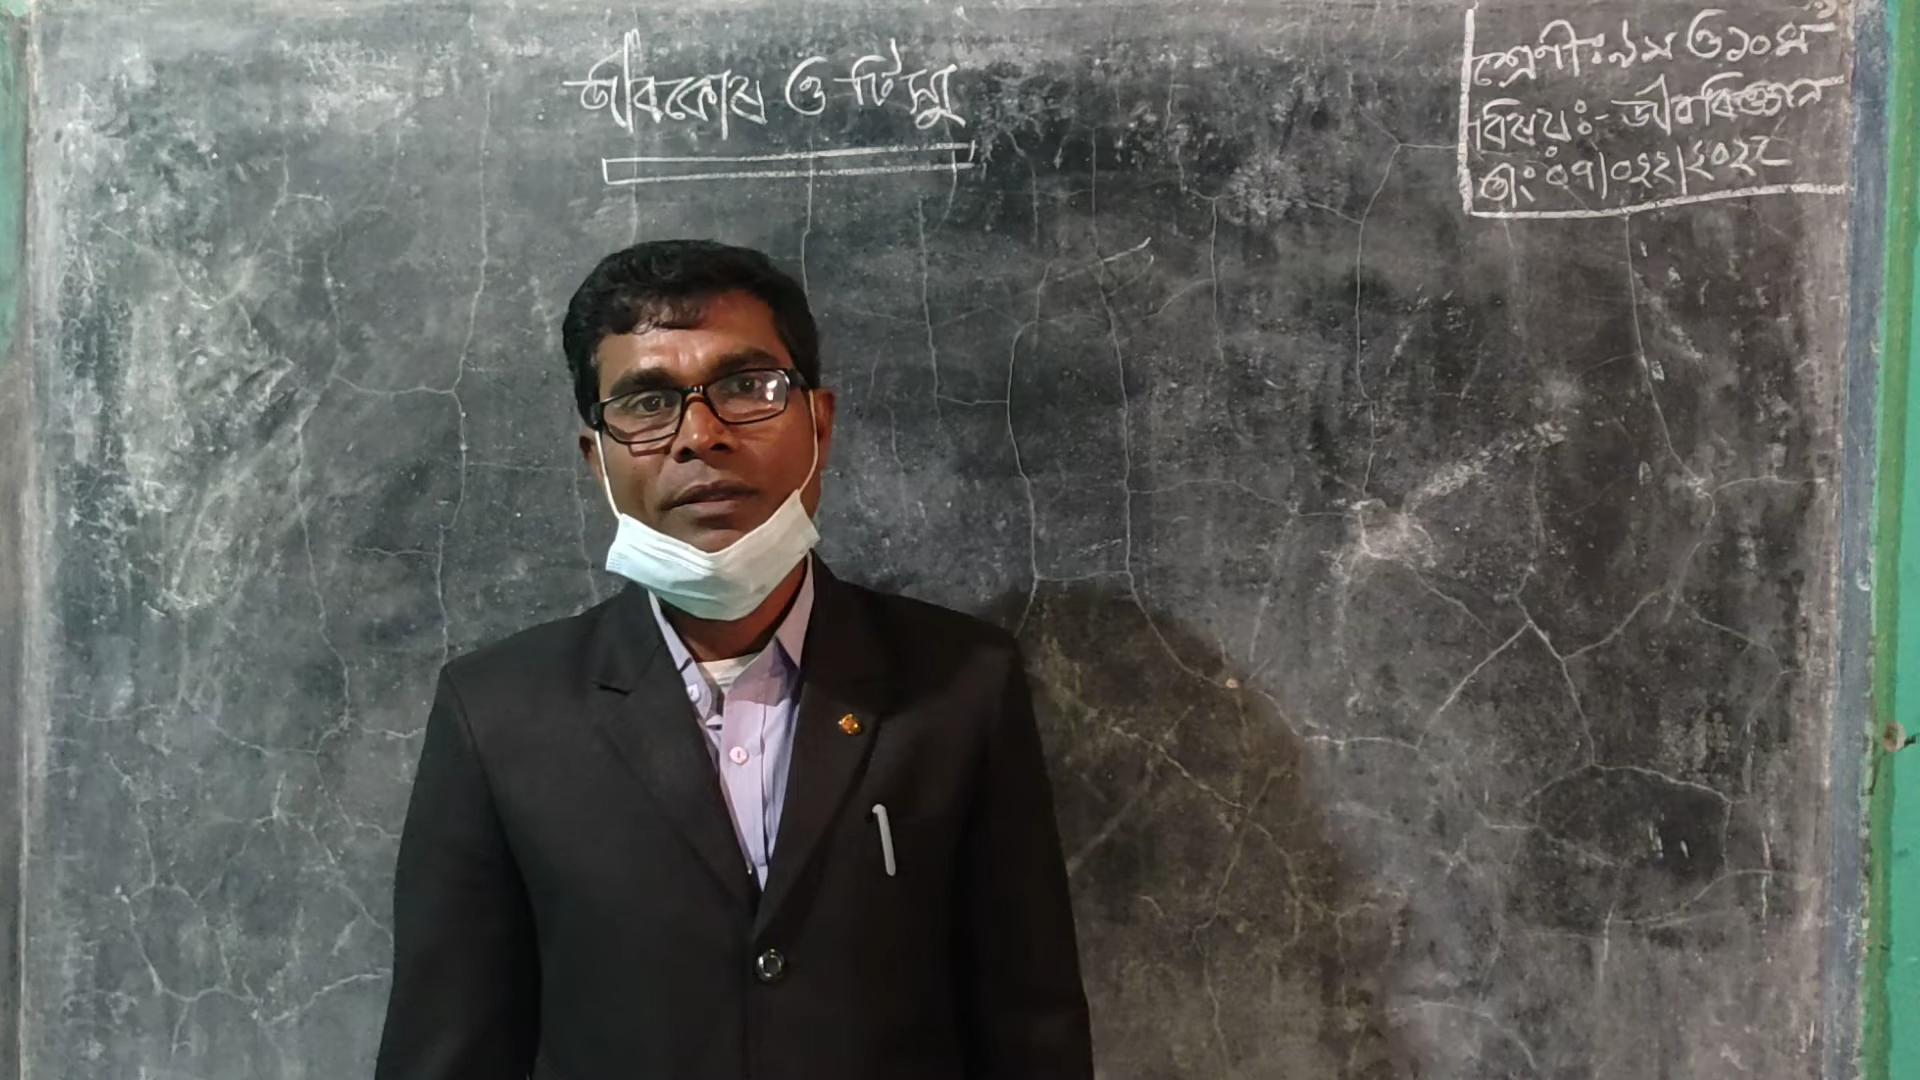 জীবকোষ ও টিস্যু
শ্রেণীঃ ৯ম ও ১০ম
বিষয়ঃ- জীববিজ্ঞান
তাং